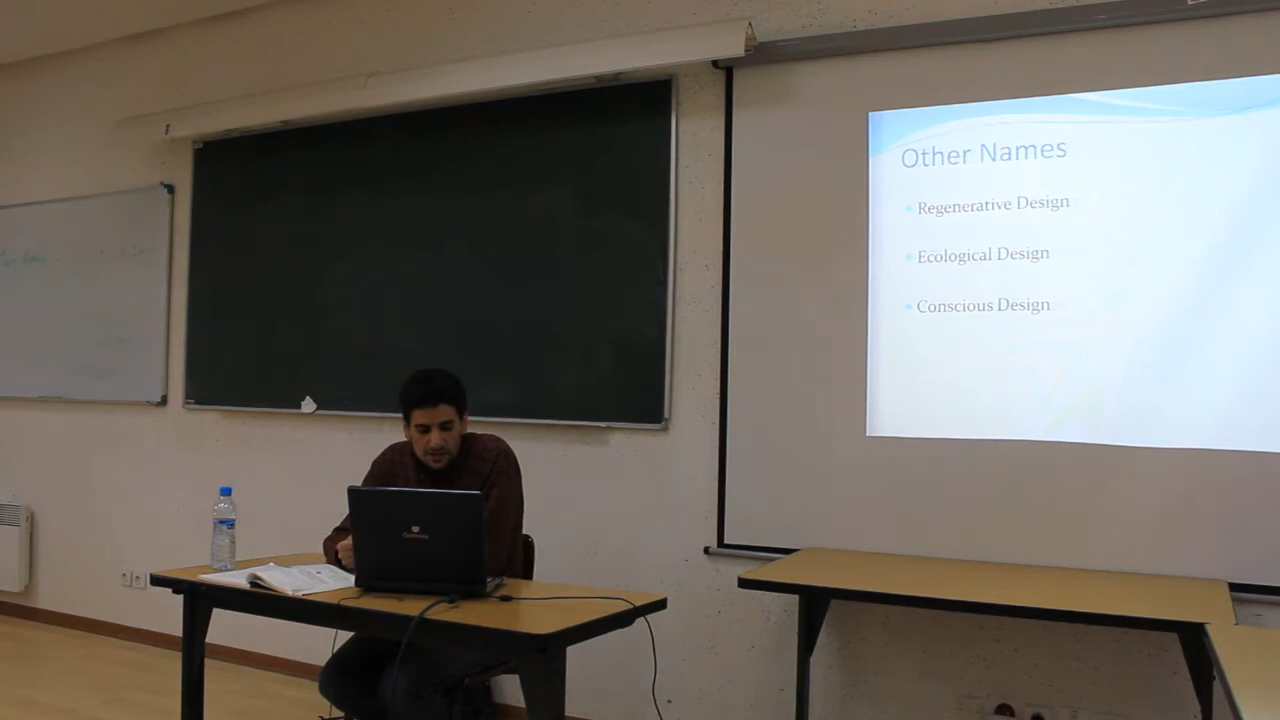 Other Names
Regenerative Design
Ecological Design
Conscious Design